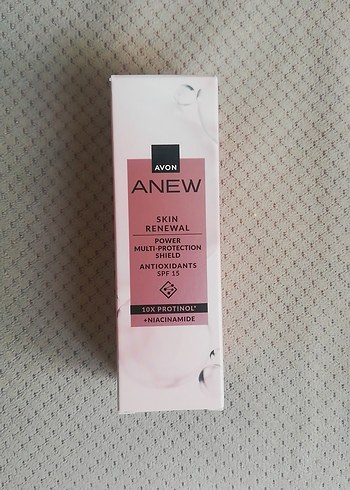 AVON
ANEW
SKIN
RENEWAL
POWER
MULTI-PROTECTION
SHIELD
ANTIOXIDANTS
SPF 15
10X PROTINOL*
+NIACINAMIDE